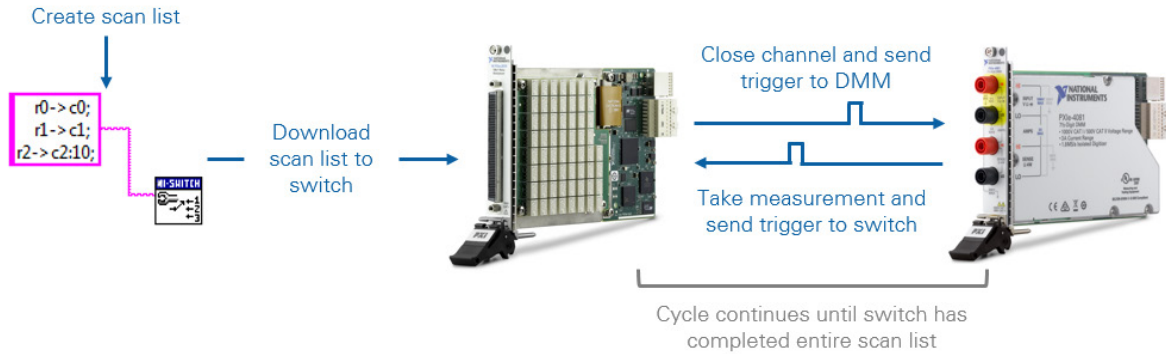 Create scan list
r0->c0;
r1->c1;
r2->c2:10;
NI-SWITCH
Download
scan list to
switch
Close channel and send
trigger to DMM
Take measurement and
send trigger to switch
NATIONAL
INSTRUMENTS
PXIe-4081
Cycle continues until switch has
completed entire scan list